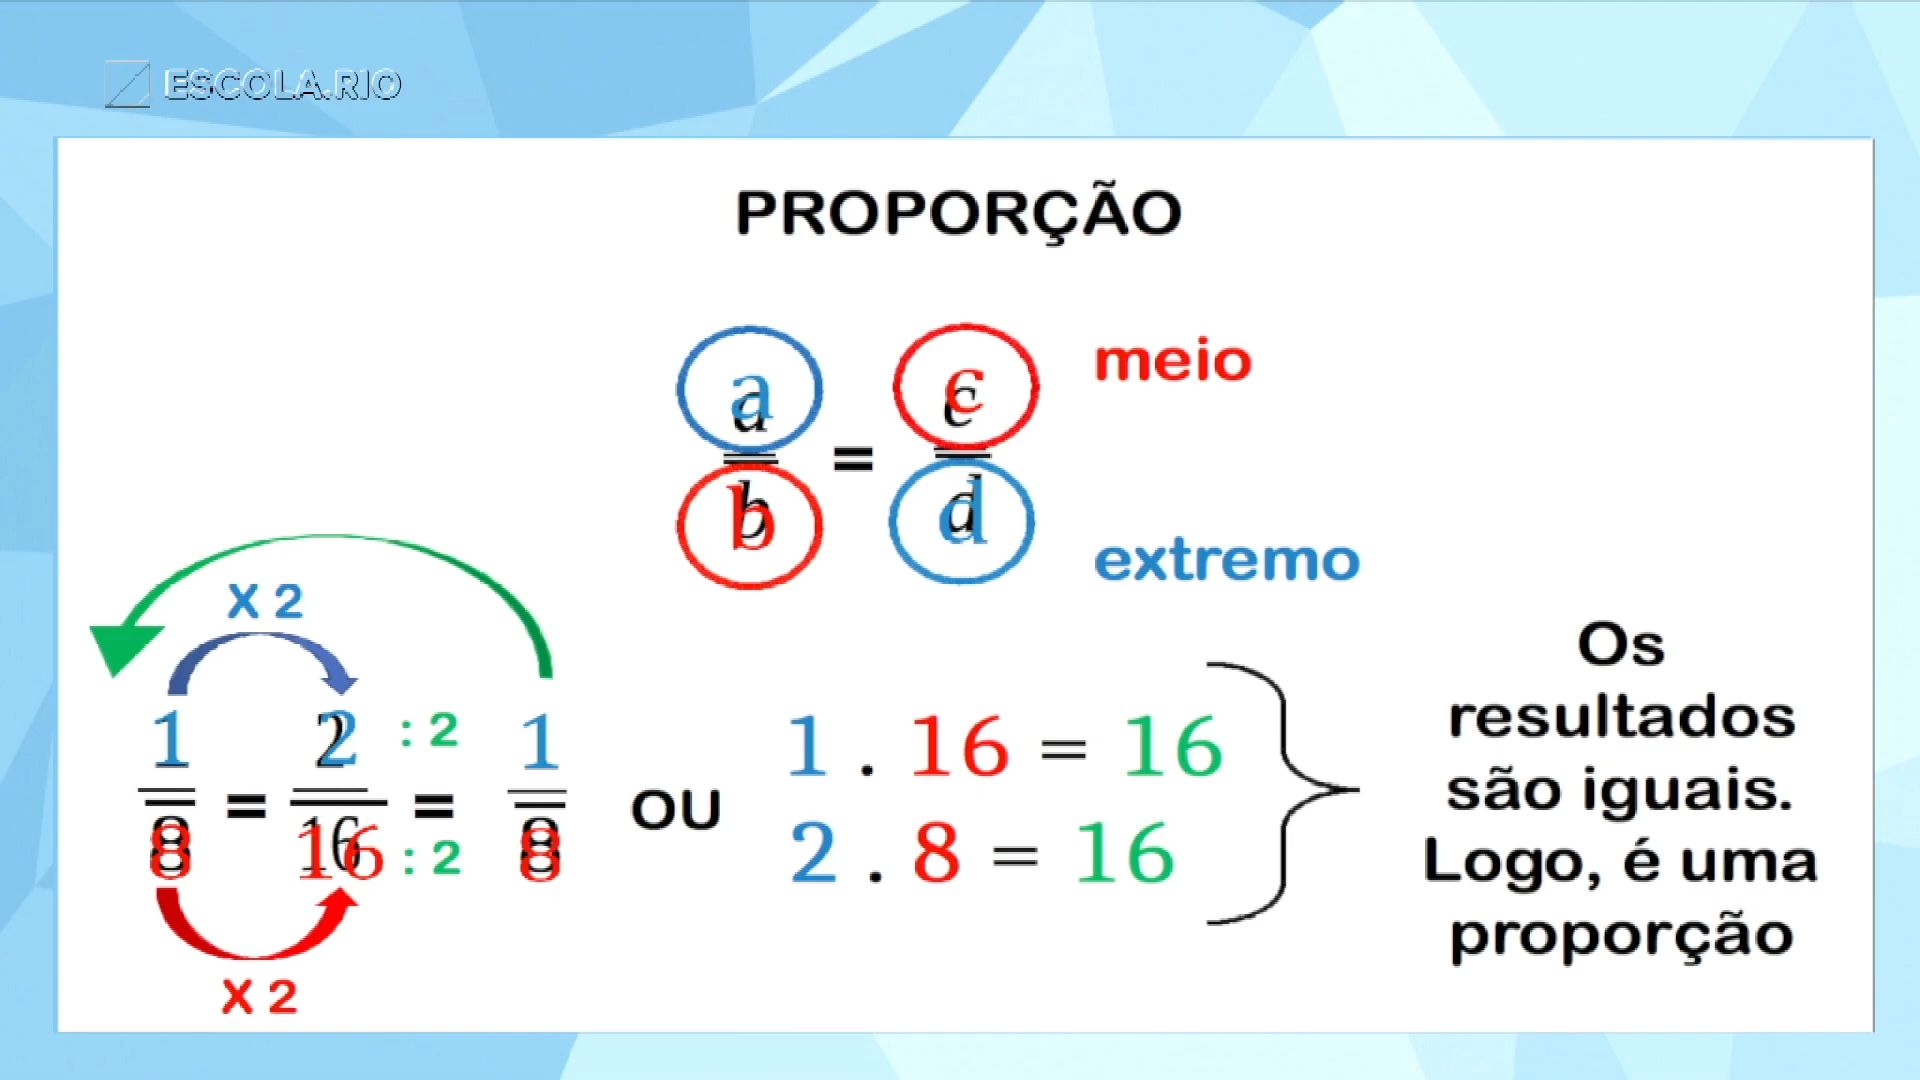 ESCOLA.RIO
PROPORÇÃO
a/b = c/d
meio
extremo
X 2
1/8 = 2/16 = 1/8
: 2
: 2
X 2
OU
1 . 16 = 16
2 . 8 = 16
Os
resultados
são iguais.
Logo, é uma
proporção